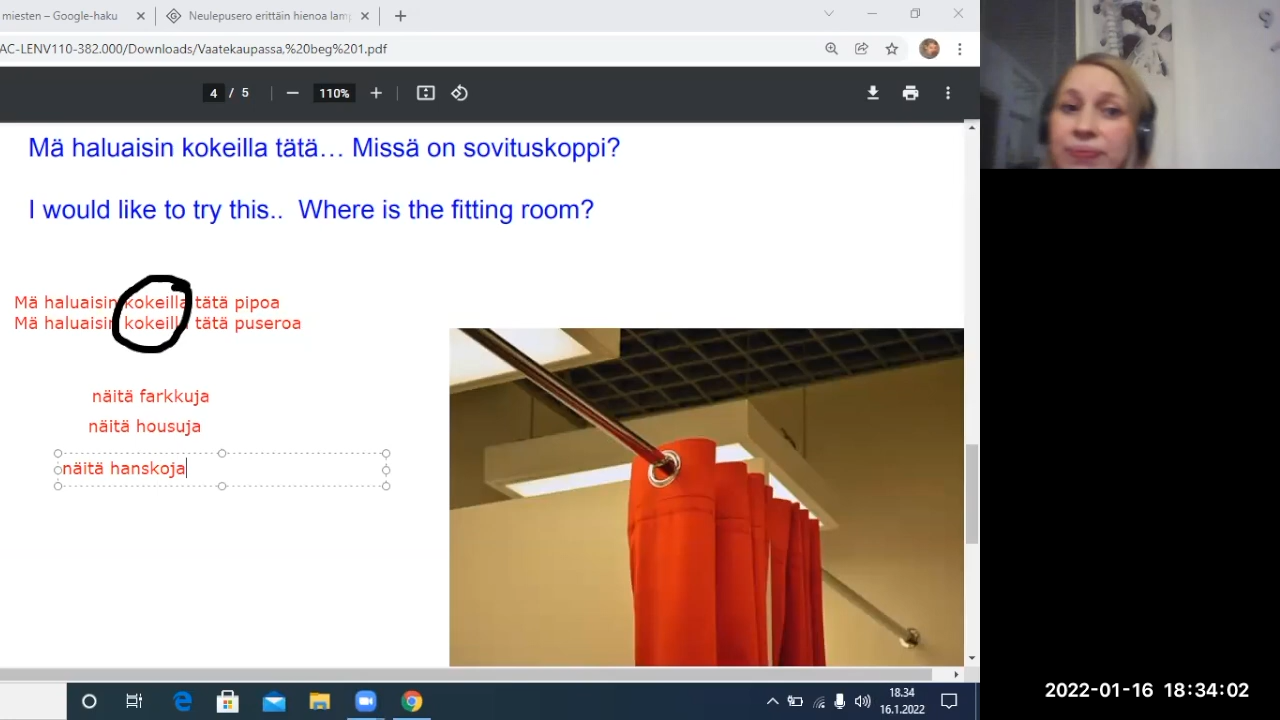 miesten – Google-haku
Neulepusero erittäin hienoa lamp
AC-LENV110-382.000/Downloads/Vaatekaupassa,%20beg%201.pdf
4 / 5
110%
Mä haluaisin kokeilla tätä… Missä on sovituskoppi?
I would like to try this.. Where is the fitting room?
Mä haluaisin kokeilla tätä pipoa
Mä haluaisin kokeilla tätä puseroa
näitä farkkuja
näitä housuja
näitä hanskoja
18.34
16.1.2022
2022-01-16 18:34:02